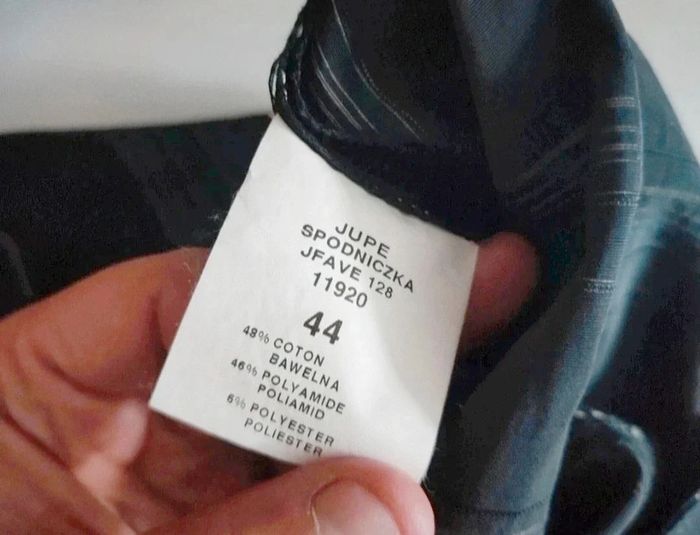 JUPE
SPODNICZKA
JFAVE 128
11920
44
48% COTON
BAWELNA
46% POLYAMIDE
POLIAMID
6% POLYESTER
POLIESTER